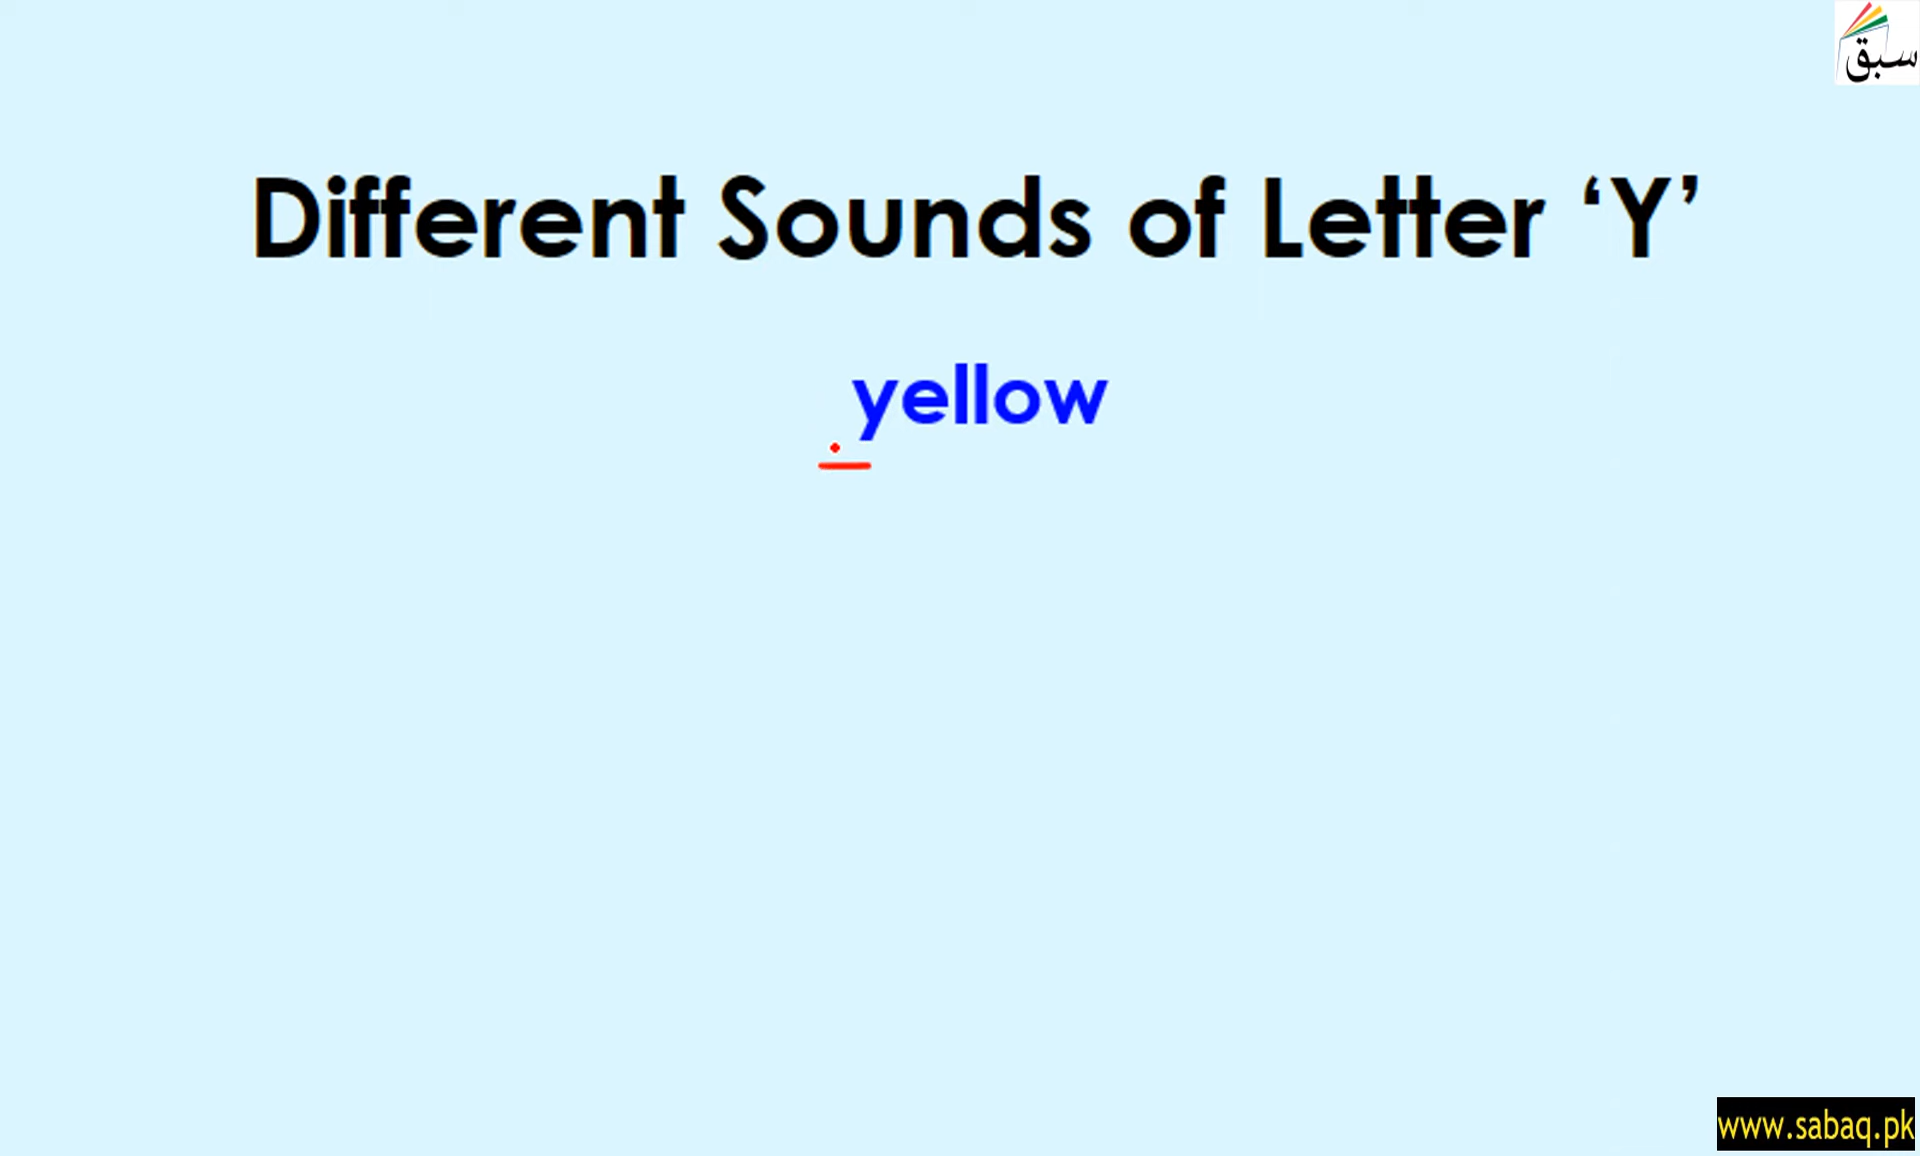 سبق
Different Sounds of Letter ‘Y’
yellow
www.sabaq.pk